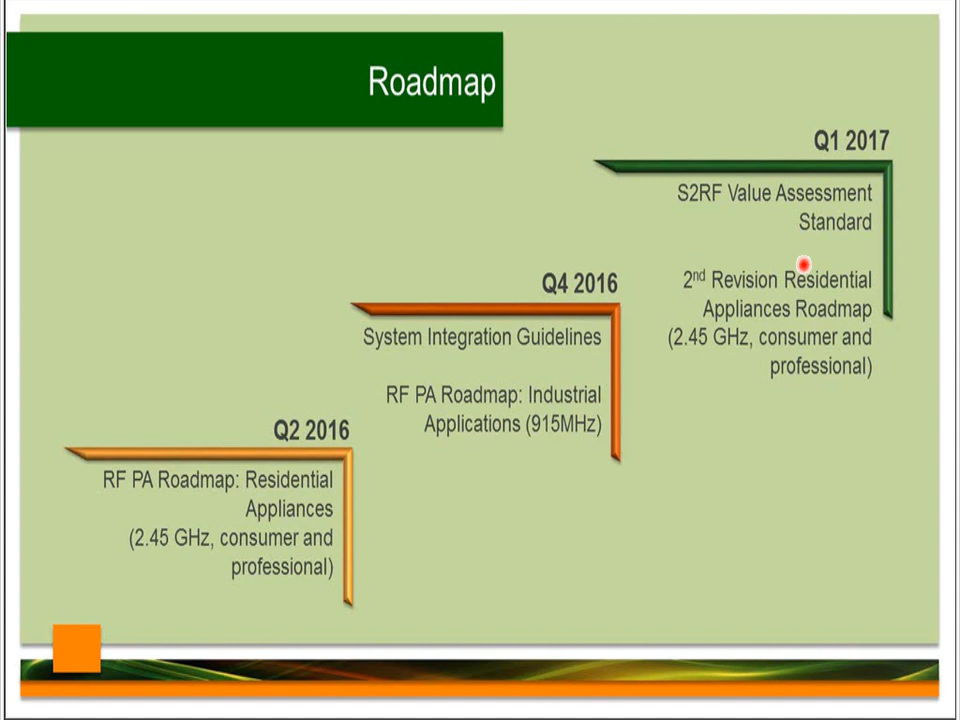 Roadmap
Q1 2017
S2RF Value Assessment
Standard
2nd Revision Residential
Appliances Roadmap
(2.45 GHz, consumer and
professional)
Q4 2016
System Integration Guidelines
RF PA Roadmap: Industrial
Applications (915MHz)
Q2 2016
RF PA Roadmap: Residential
Appliances
(2.45 GHz, consumer and
professional)